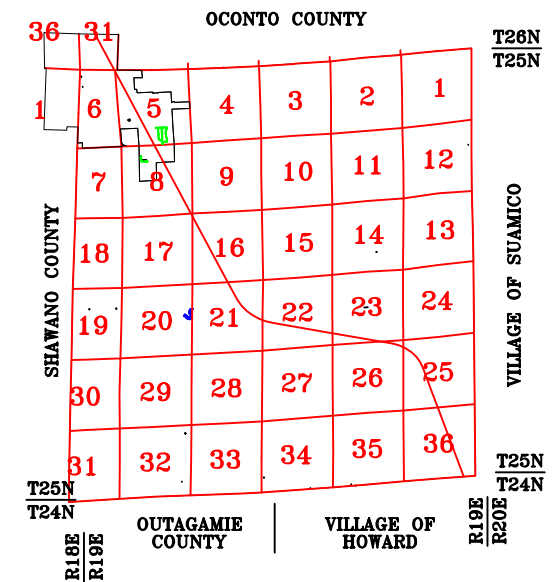 OCONTO COUNTY
36 31
T26N
T25N
1 6 5 4 3 2 1
7 8 9 10 11 12
18 17 16 15 14 13
19 20 21 22 23 24
30 29 28 27 26 25
31 32 33 34 35 36
SHAWANO COUNTY
VILLAGE OF SUAMICO
T25N
T24N
T25N
T24N
R18E
R19E
OUTAGAMIE
COUNTY
VILLAGE OF
HOWARD
R19E
R20E